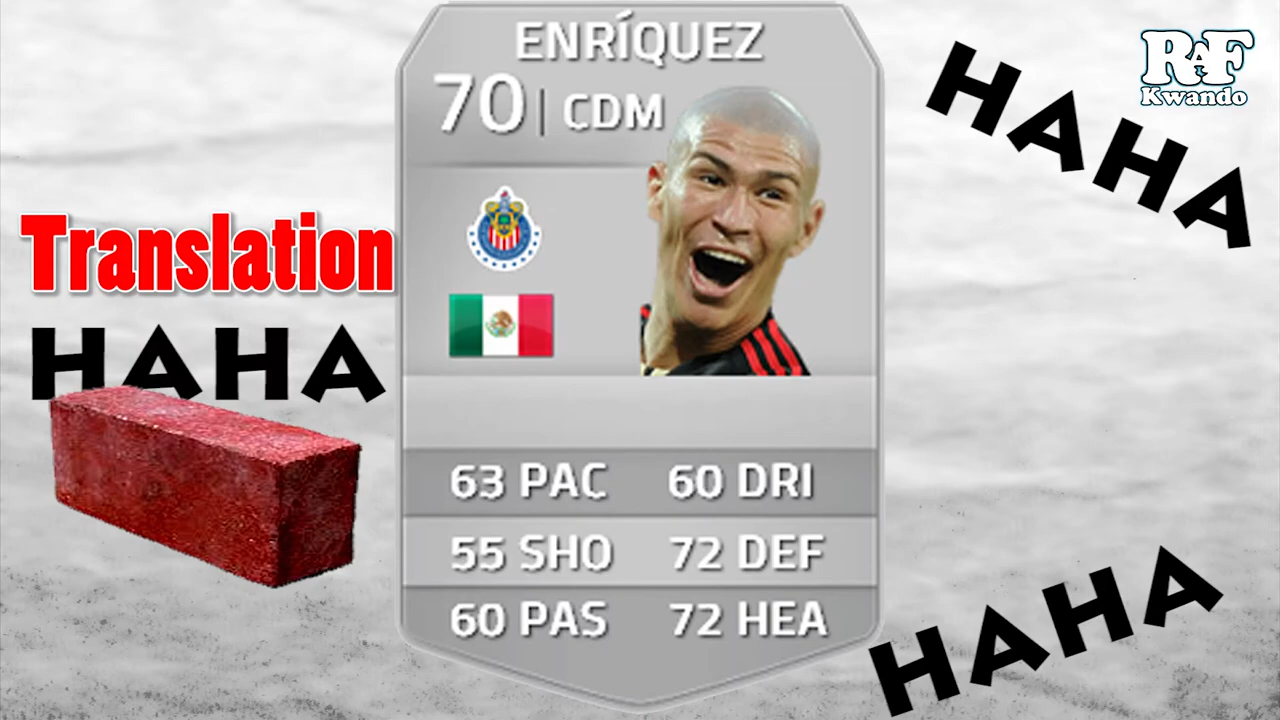 ENRÍQUEZ
70 | CDM
RAF
Kwando
HAHA
Translation
HAHA
63 PAC 60 DRI
55 SHO 72 DEF
60 PAS 72 HEA
HAHA